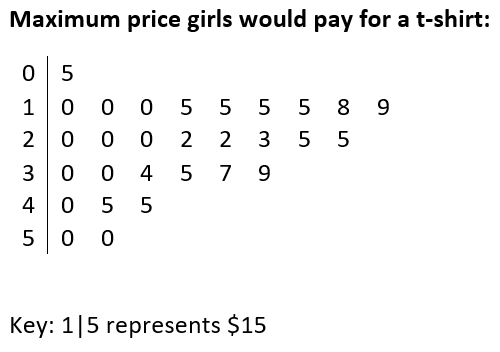 Maximum price girls would pay for a t-shirt:
0 | 5
1 | 0 0 0 5 5 5 5 8 9
2 | 0 0 0 2 2 3 5 5
3 | 0 0 4 5 7 9
4 | 0 5 5
5 | 0 0
Key: 1|5 represents $15